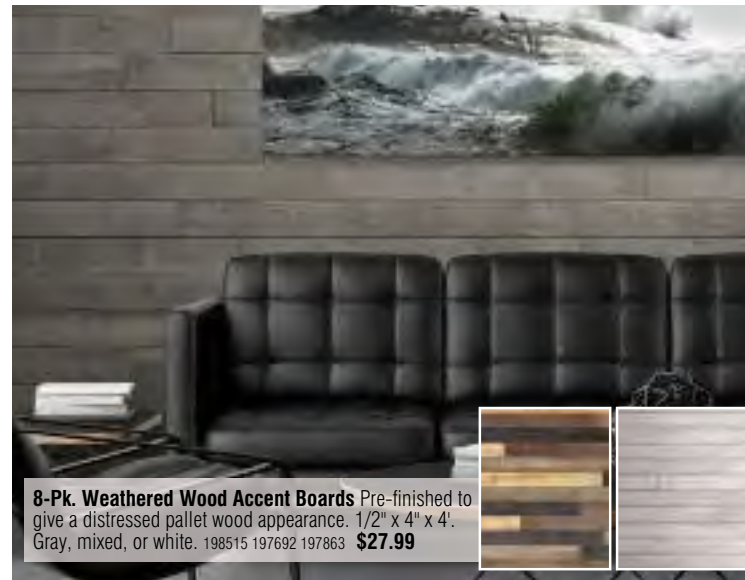 8-Pk. Weathered Wood Accent Boards Pre-finished to
give a distressed pallet wood appearance. 1/2" x 4" x 4'.
Gray, mixed, or white. 198515 197692 197863 $27.99